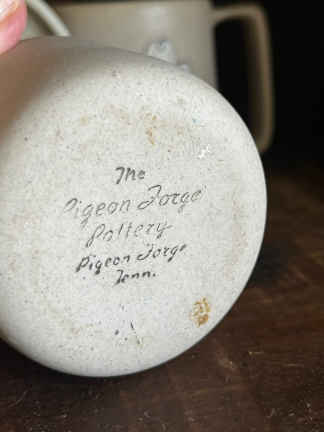 The
Pigeon Forge
Pottery
Pigeon Forge
Tenn.